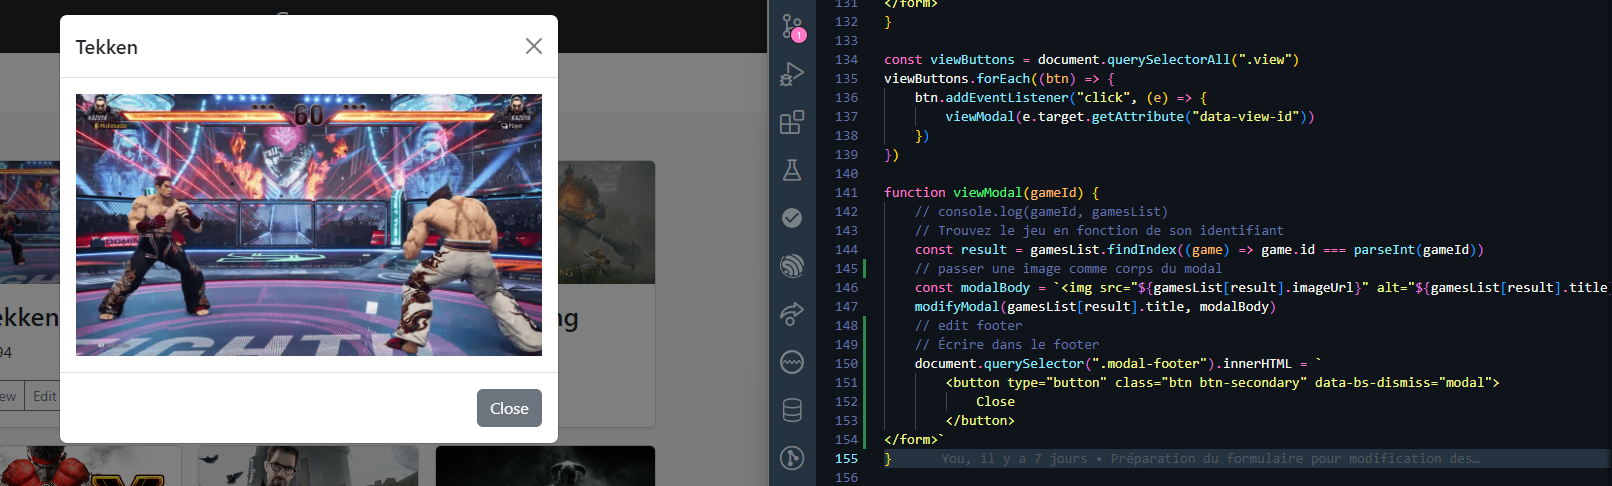 Tekken
60
KAZUYA
KAZUYA
Player
ekken
94
ew
Edit
ng
Close
1
131 </form>
132 }
133
134 const viewButtons = document.querySelectorAll(".view")
135 viewButtons.forEach((btn) => {
136 btn.addEventListener("click", (e) => {
137 viewModal(e.target.getAttribute("data-view-id"))
138 })
139 })
140
141 function viewModal(gameId) {
142 // console.log(gameId, gamesList)
143 // Trouvez le jeu en fonction de son identifiant
144 const result = gamesList.findIndex((game) => game.id === parseInt(gameId))
145 // passer une image comme corps du modal
146 const modalBody = `<img src="${gamesList[result].imageUrl}" alt="${gamesList[result].title}
147 modifyModal(gamesList[result].title, modalBody)
148 // edit footer
149 // Écrire dans le footer
150 document.querySelector(".modal-footer").innerHTML = `
151 <button type="button" class="btn btn-secondary" data-bs-dismiss="modal">
152 Close
153 </button>
154 </form>`
155 } You, il y a 7 jours • Préparation du formulaire pour modification des…
156